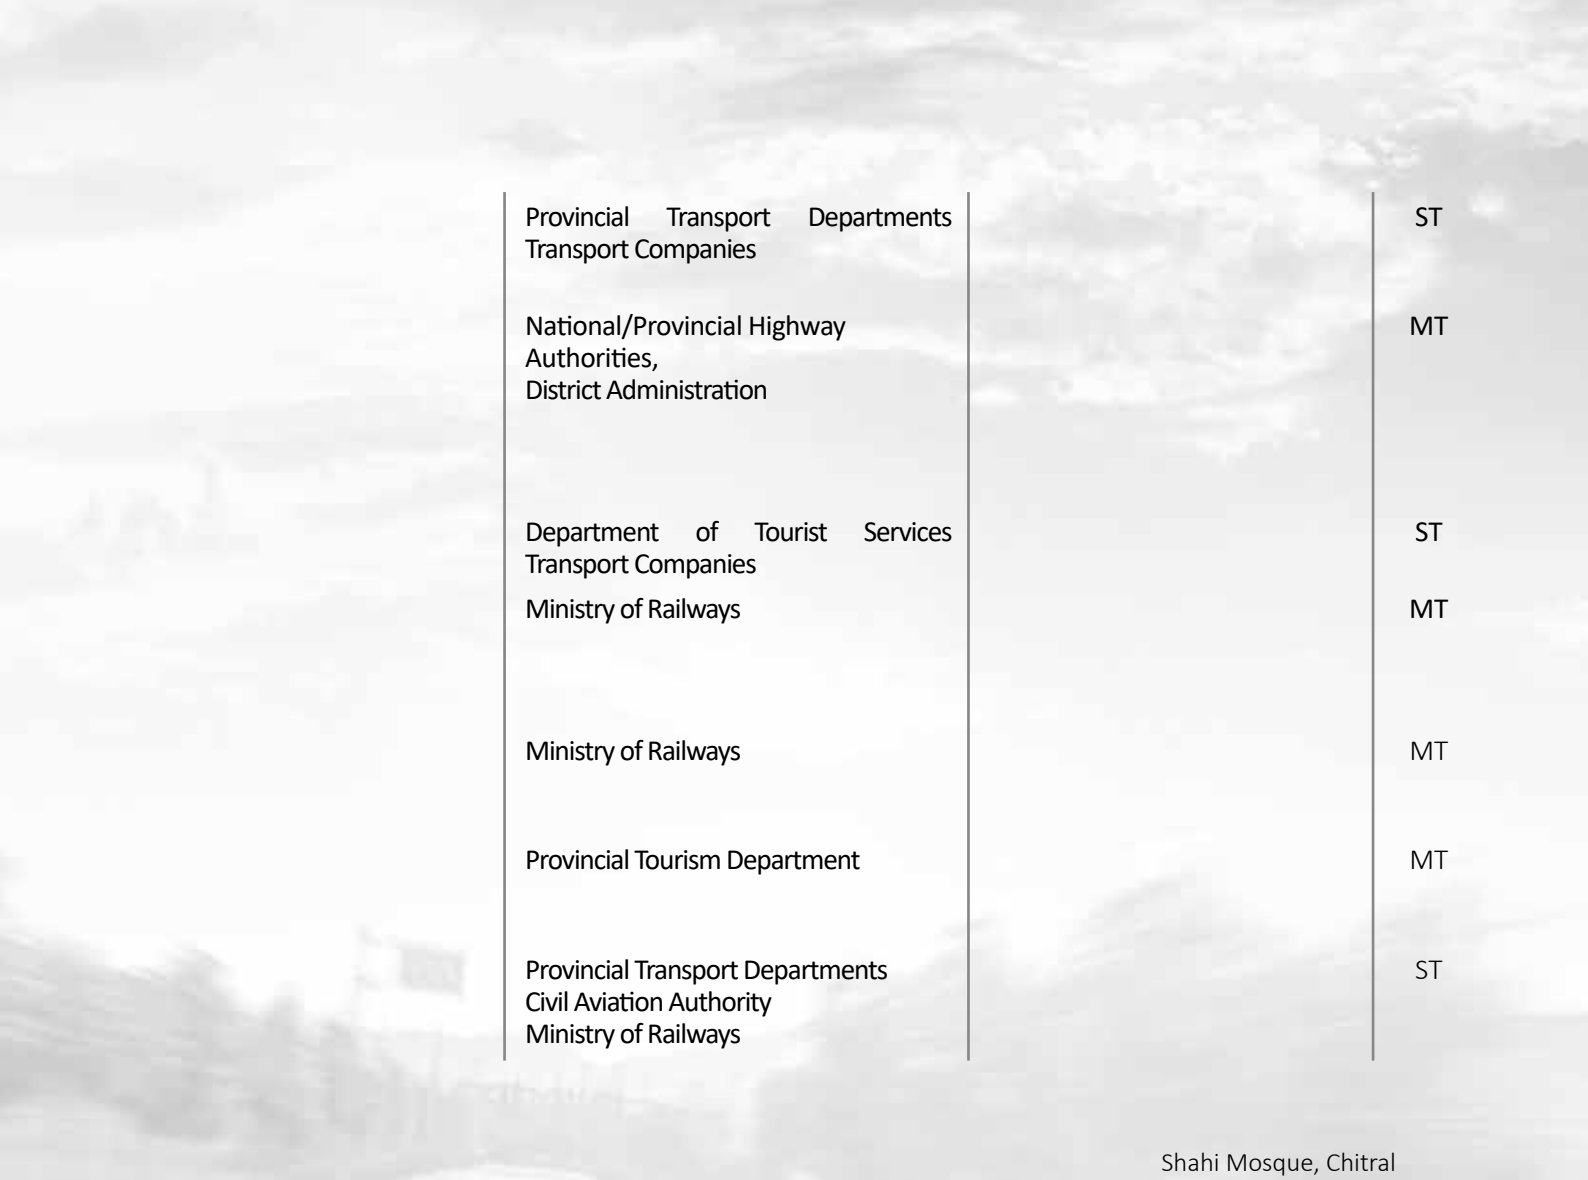 Provincial Transport Departments ST
Transport Companies
National/Provincial Highway MT
Authorities,
District Administration
Department of Tourist Services ST
Transport Companies
Ministry of Railways MT
Ministry of Railways MT
Provincial Tourism Department MT
Provincial Transport Departments ST
Civil Aviation Authority
Ministry of Railways
Shahi Mosque, Chitral